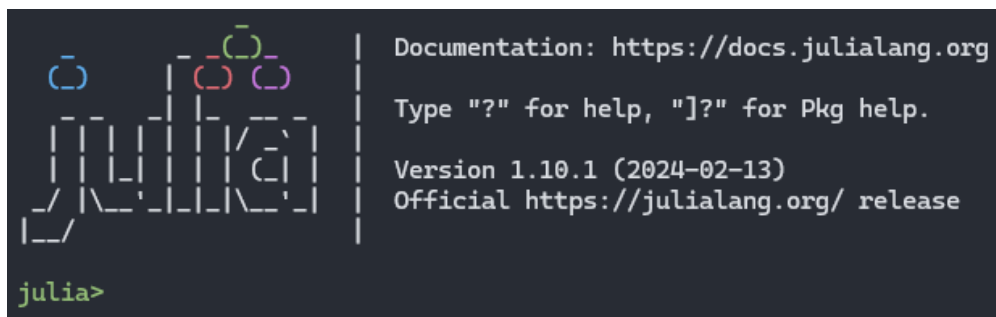 Documentation: https://docs.julialang.org
Type "?" for help, "]?" for Pkg help.
julia
Version 1.10.1 (2024-02-13)
Official https://julialang.org/ release
julia>